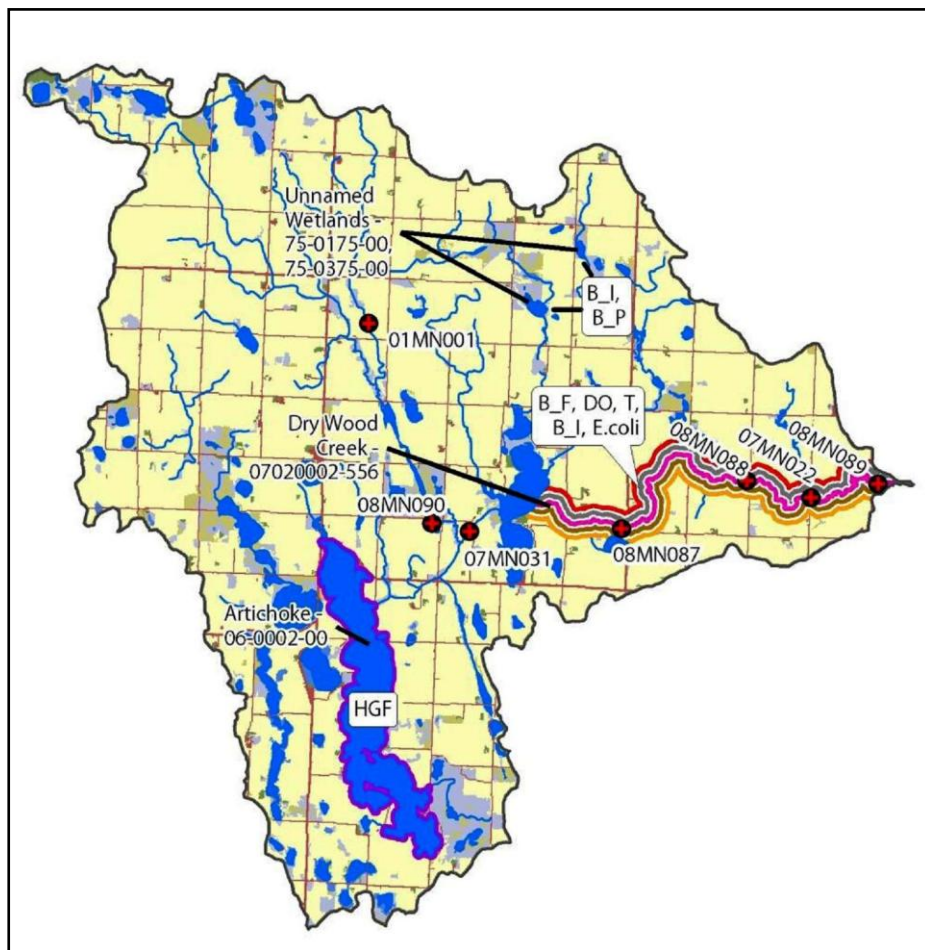 Unnamed
Wetlands -
75-0175-00,
75-0375-00
B_I,
B_P
01MN001
B_F, DO, T,
B_I, E.coli
Dry Wood
Creek -
07020002-556
08MN088
07MN022
08MN089
08MN090
07MN031
08MN087
Artichoke -
06-0002-00
HGF